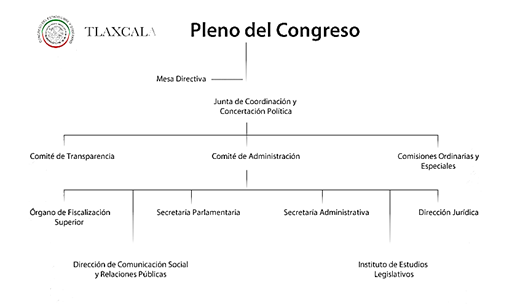 TLAXCALA
Pleno del Congreso
Mesa Directiva
Junta de Coordinación y
Concertación Política
Comité de Transparencia
Comité de Administración
Comisiones Ordinarias y
Especiales
Órgano de Fiscalización
Superior
Secretaría Parlamentaria
Secretaría Administrativa
Dirección Jurídica
Dirección de Comunicación Social
y Relaciones Públicas
Instituto de Estudios
Legislativos